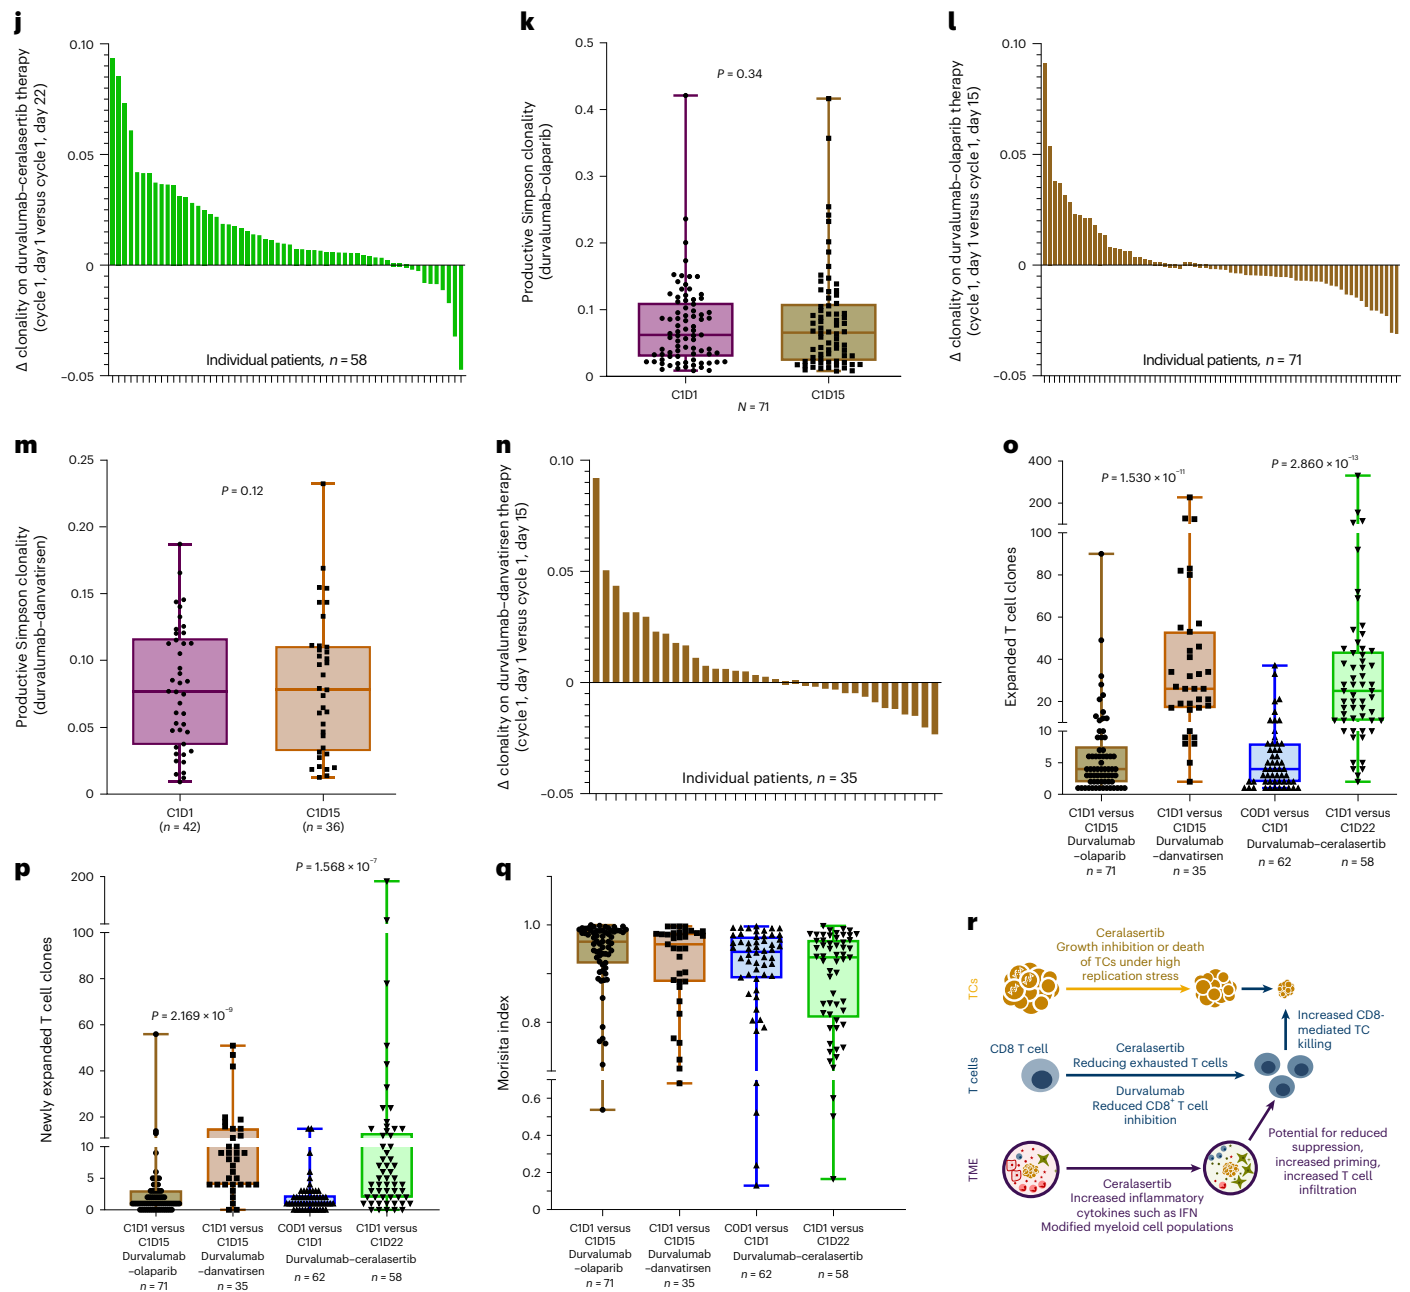 j
Δ clonality on durvalumab–ceralasertib therapy
(cycle 1, day 1 versus cycle 1, day 22)
0.10
0.05
0
–0.05
Individual patients, n = 58
k
Productive Simpson clonality
(durvalumab–olaparib)
0.5
0.4
0.3
0.2
0.1
0
P = 0.34
C1D1
C1D15
N = 71
l
Δ clonality on durvalumab–olaparib therapy
(cycle 1, day 1 versus cycle 1, day 15)
0.10
0.05
0
–0.05
Individual patients, n = 71
m
Productive Simpson clonality
(durvalumab–danvatirsen)
0.25
0.20
0.15
0.10
0.05
0
P = 0.12
C1D1
(n = 42)
C1D15
(n = 36)
n
Δ clonality on durvalumab–danvatirsen therapy
(cycle 1, day 1 versus cycle 1, day 15)
0.10
0.05
0
–0.05
Individual patients, n = 35
o
Expanded T cell clones
400
200
100
80
60
40
20
10
5
0
P = 1.530 × 10⁻¹¹
P = 2.860 × 10⁻¹³
C1D1 versus
C1D15
Durvalumab
–olaparib
n = 71
C1D1 versus
C1D15
Durvalumab
–danvatirsen
n = 35
C0D1 versus
C1D1
C1D1 versus
C1D22
Durvalumab–ceralasertib
n = 62
n = 58
p
Newly expanded T cell clones
200
100
80
60
40
20
10
5
0
P = 2.169 × 10⁻⁹
P = 1.568 × 10⁻⁷
C1D1 versus
C1D15
Durvalumab
–olaparib
n = 71
C1D1 versus
C1D15
Durvalumab
–danvatirsen
n = 35
C0D1 versus
C1D1
C1D1 versus
C1D22
Durvalumab–ceralasertib
n = 62
n = 58
q
Morisita index
1.0
0.8
0.6
0.4
0.2
0
C1D1 versus
C1D15
Durvalumab
–olaparib
n = 71
C1D1 versus
C1D15
Durvalumab
–danvatirsen
n = 35
C0D1 versus
C1D1
C1D1 versus
C1D22
Durvalumab–ceralasertib
n = 62
n = 58
r
TCs
Ceralasertib
Growth inhibition or death
of TCs under high
replication stress
Increased CD8-
mediated TC
killing
T cells
CD8 T cell
Ceralasertib
Reducing exhausted T cells
Durvalumab
Reduced CD8⁺ T cell
inhibition
TME
Ceralasertib
Increased inflammatory
cytokines such as IFN
Modified myeloid cell populations
Potential for reduced
suppression,
increased priming,
increased T cell
infiltration